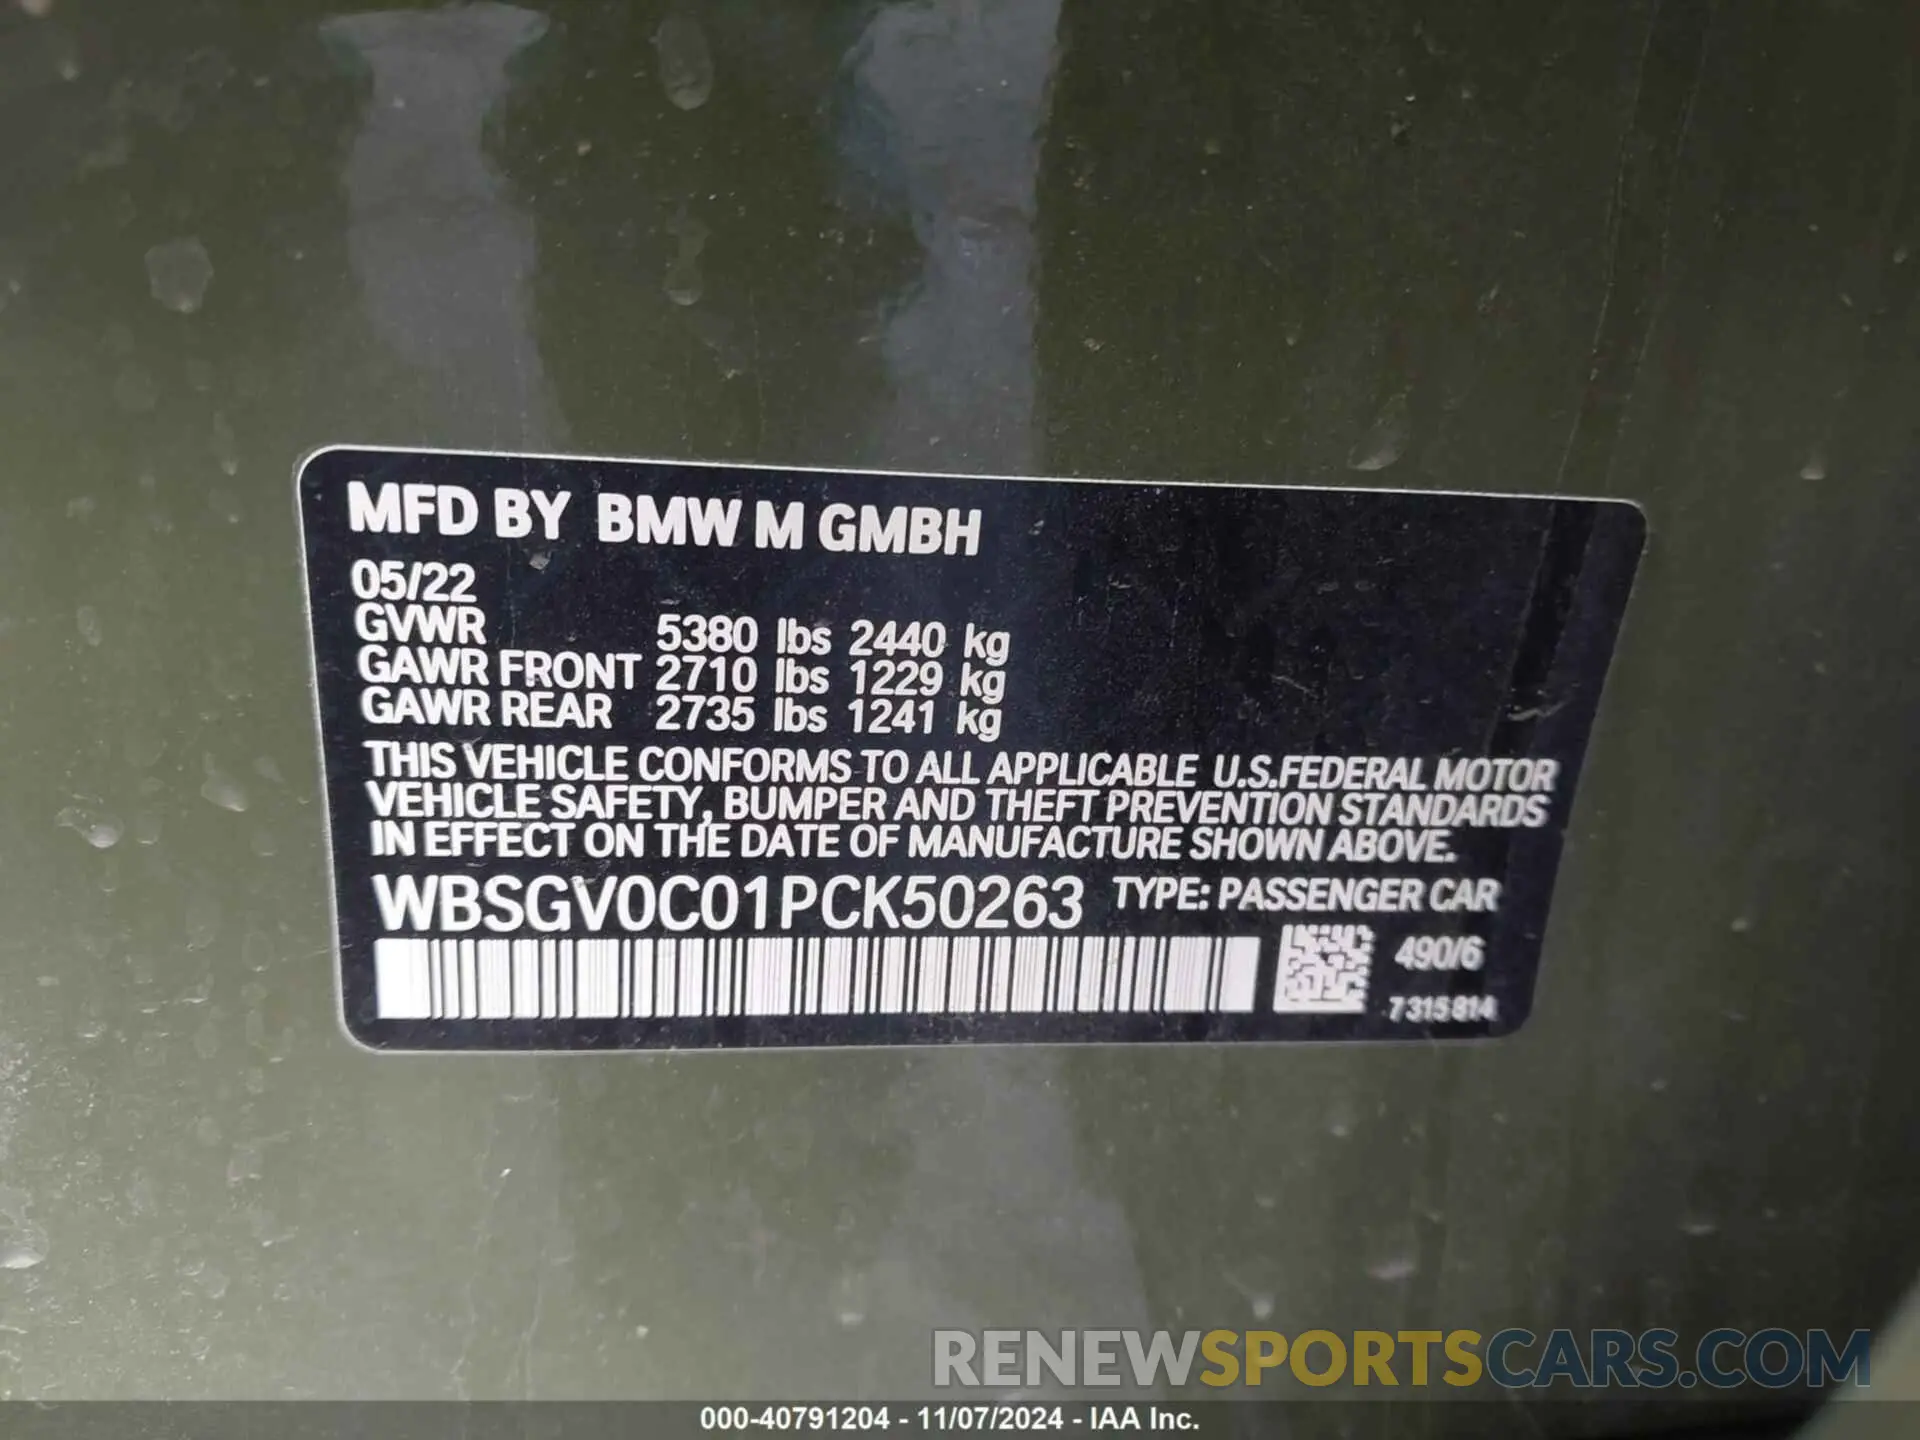 MFD BY BMW M GMBH
05/22
GVWR 5380 lbs 2440 kg
GAWR FRONT 2710 lbs 1229 kg
GAWR REAR 2735 lbs 1241 kg
THIS VEHICLE CONFORMS TO ALL APPLICABLE U.S.FEDERAL MOTOR
VEHICLE SAFETY, BUMPER AND THEFT PREVENTION STANDARDS
IN EFFECT ON THE DATE OF MANUFACTURE SHOWN ABOVE.
WBSGV0C01PCK50263 TYPE: PASSENGER CAR
490/6
7 315 814
RENEWSPORTSCARS.COM
000-40791204 - 11/07/2024 - IAA Inc.